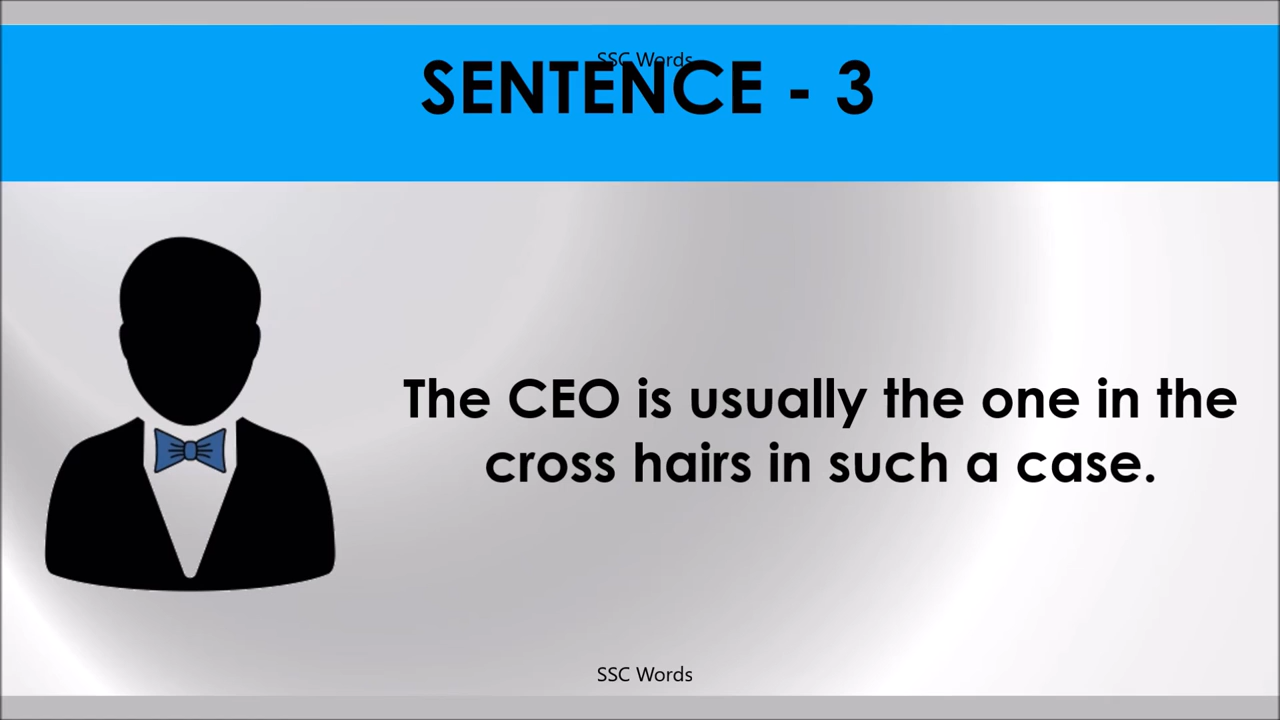 SSC Words
SENTENCE - 3
The CEO is usually the one in the
cross hairs in such a case.
SSC Words